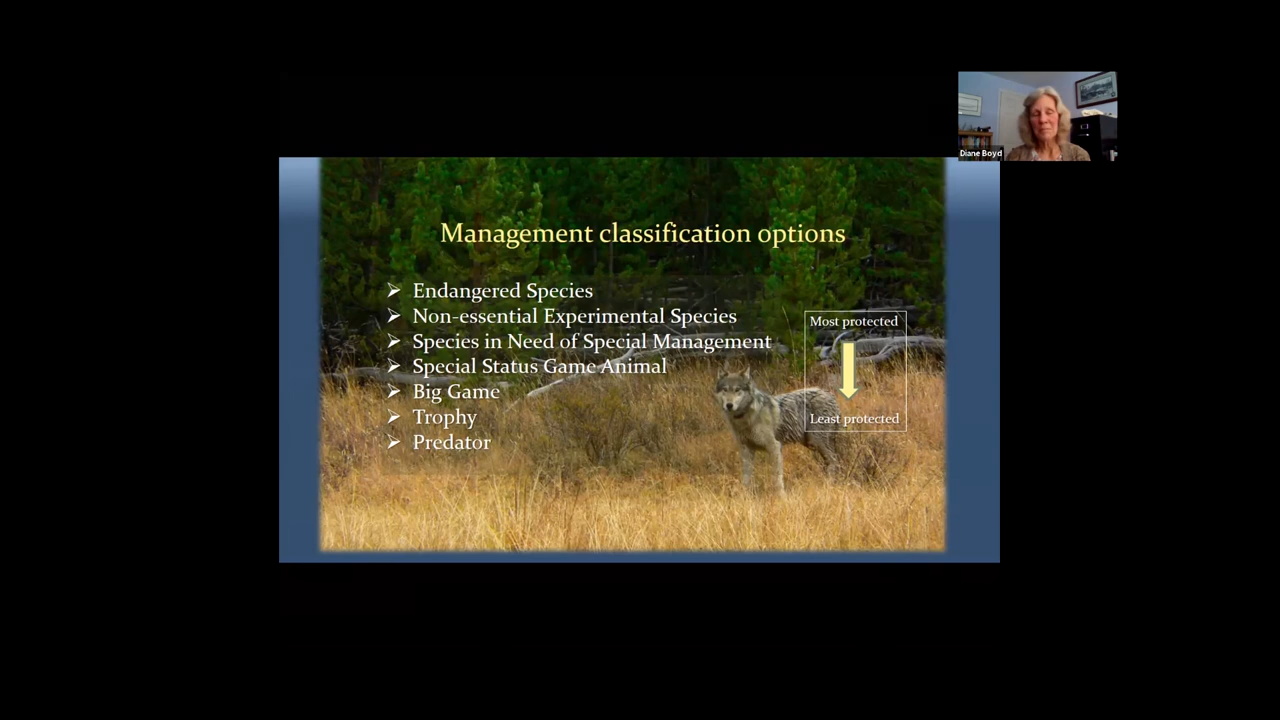 Diane Boyd
Management classification options
➢ Endangered Species
➢ Non-essential Experimental Species
➢ Species in Need of Special Management
➢ Special Status Game Animal
➢ Big Game
➢ Trophy
➢ Predator
Most protected
Least protected